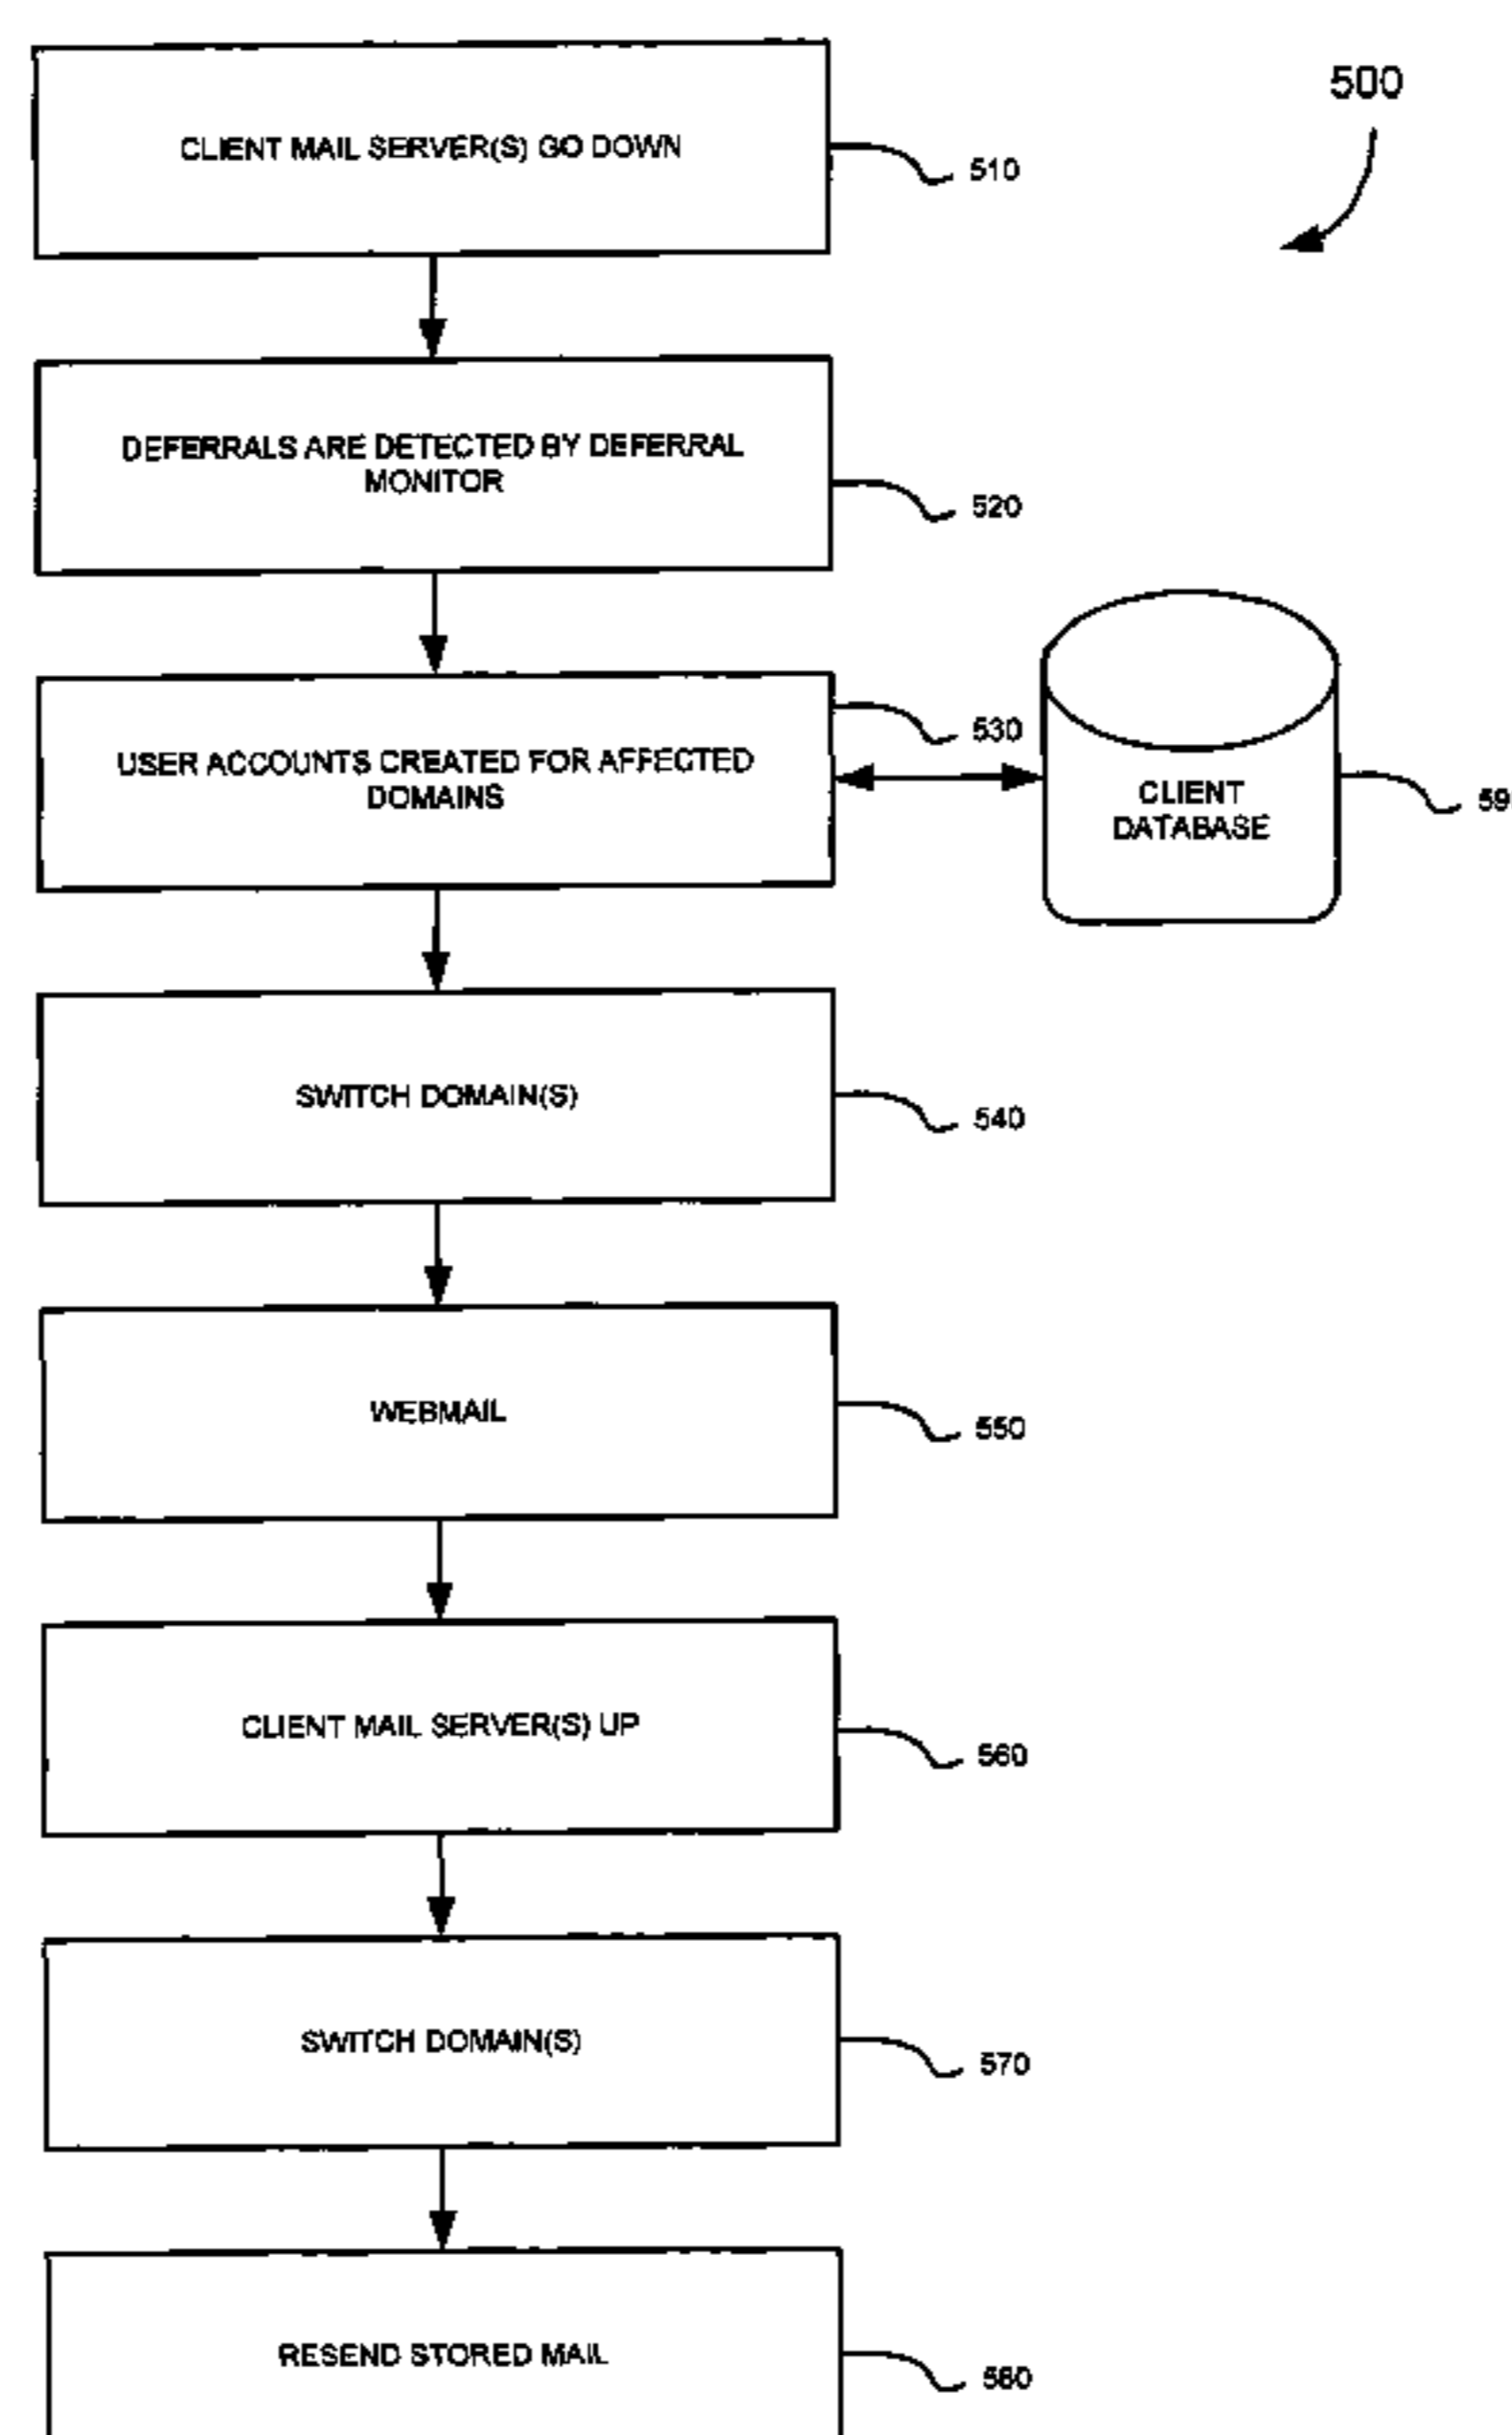 500
CLIENT MAIL SERVER(S) GO DOWN
510
DEFERRALS ARE DETECTED BY DEFERRAL
MONITOR
520
USER ACCOUNTS CREATED FOR AFFECTED
DOMAINS
530
CLIENT
DATABASE
59
SWITCH DOMAIN(S)
540
WEBMAIL
550
CLIENT MAIL SERVER(S) UP
560
SWITCH DOMAIN(S)
570
RESEND STORED MAIL
580